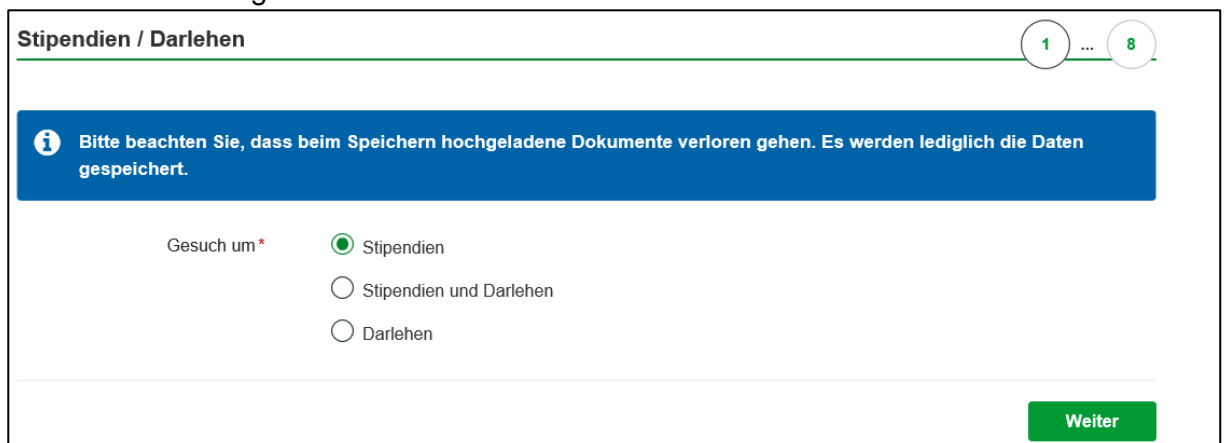 Stipendien / Darlehen
1 ... 8
Bitte beachten Sie, dass beim Speichern hochgeladene Dokumente verloren gehen. Es werden lediglich die Daten
gespeichert.
Gesuch um*
Stipendien
Stipendien und Darlehen
Darlehen
Weiter